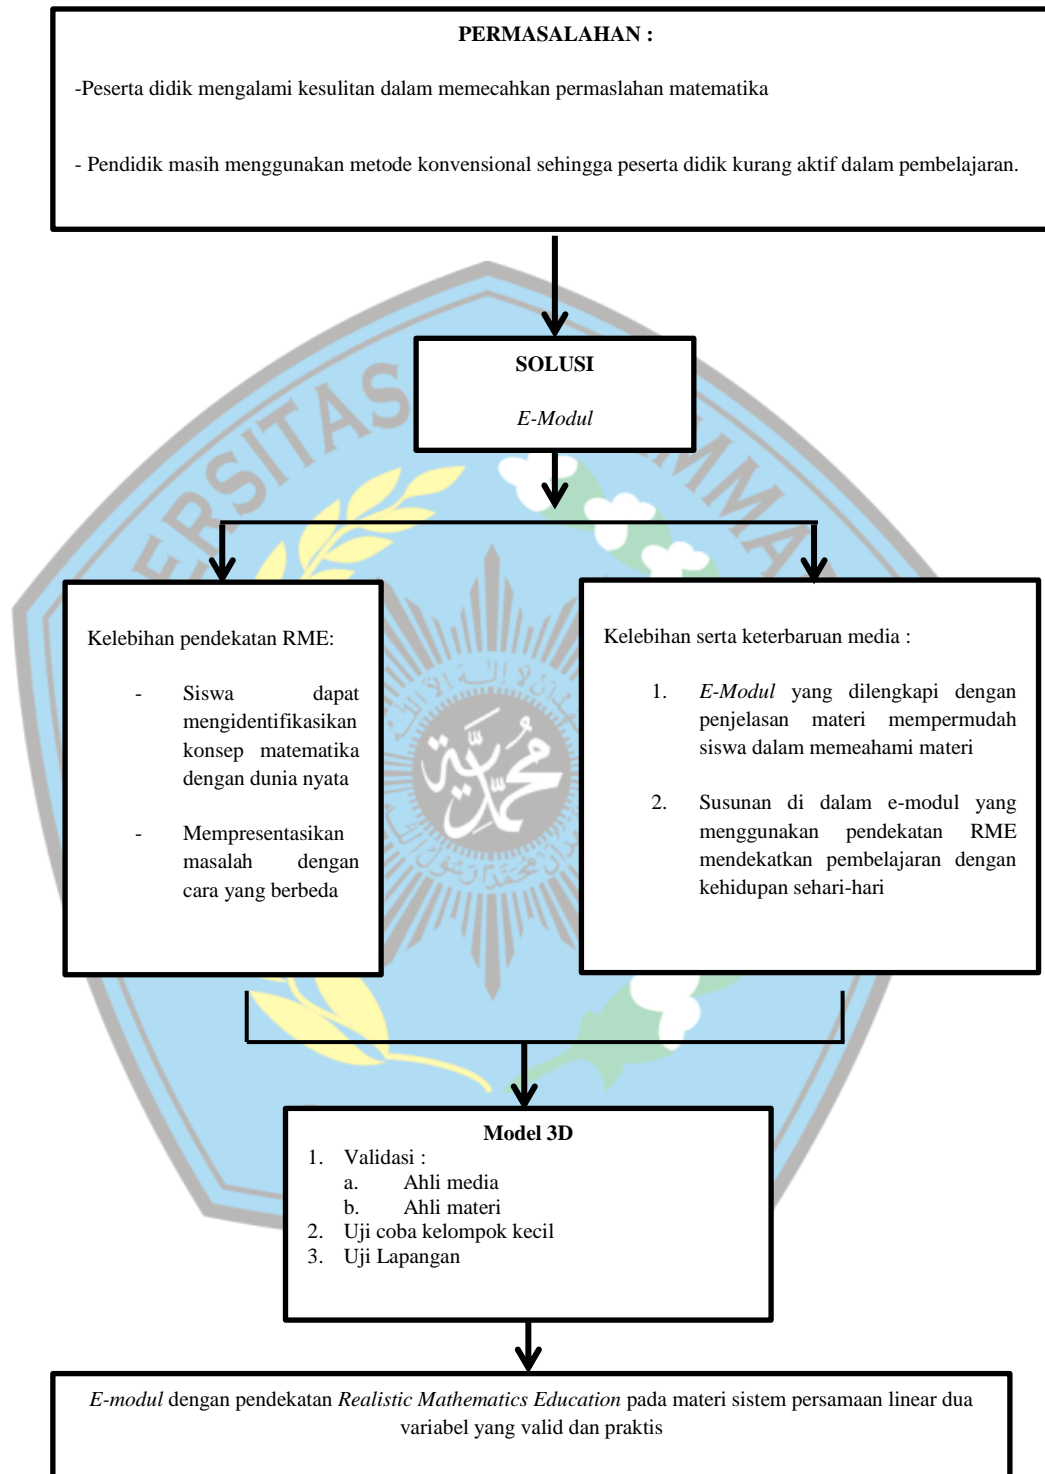 PERMASALAHAN :
-Peserta didik mengalami kesulitan dalam memecahkan permaslahan matematika
- Pendidik masih menggunakan metode konvensional sehingga peserta didik kurang aktif dalam pembelajaran.
SOLUSI
E-Modul
Kelebihan pendekatan RME:
- Siswa dapat
mengidentifikasikan
konsep matematika
dengan dunia nyata
- Mempresentasikan
masalah dengan
cara yang berbeda
Kelebihan serta keterbaruan media :
1. E-Modul yang dilengkapi dengan
penjelasan materi mempermudah
siswa dalam memeahami materi
2. Susunan di dalam e-modul yang
menggunakan pendekatan RME
mendekatkan pembelajaran dengan
kehidupan sehari-hari
Model 3D
1. Validasi :
a. Ahli media
b. Ahli materi
2. Uji coba kelompok kecil
3. Uji Lapangan
E-modul dengan pendekatan Realistic Mathematics Education pada materi sistem persamaan linear dua
variabel yang valid dan praktis